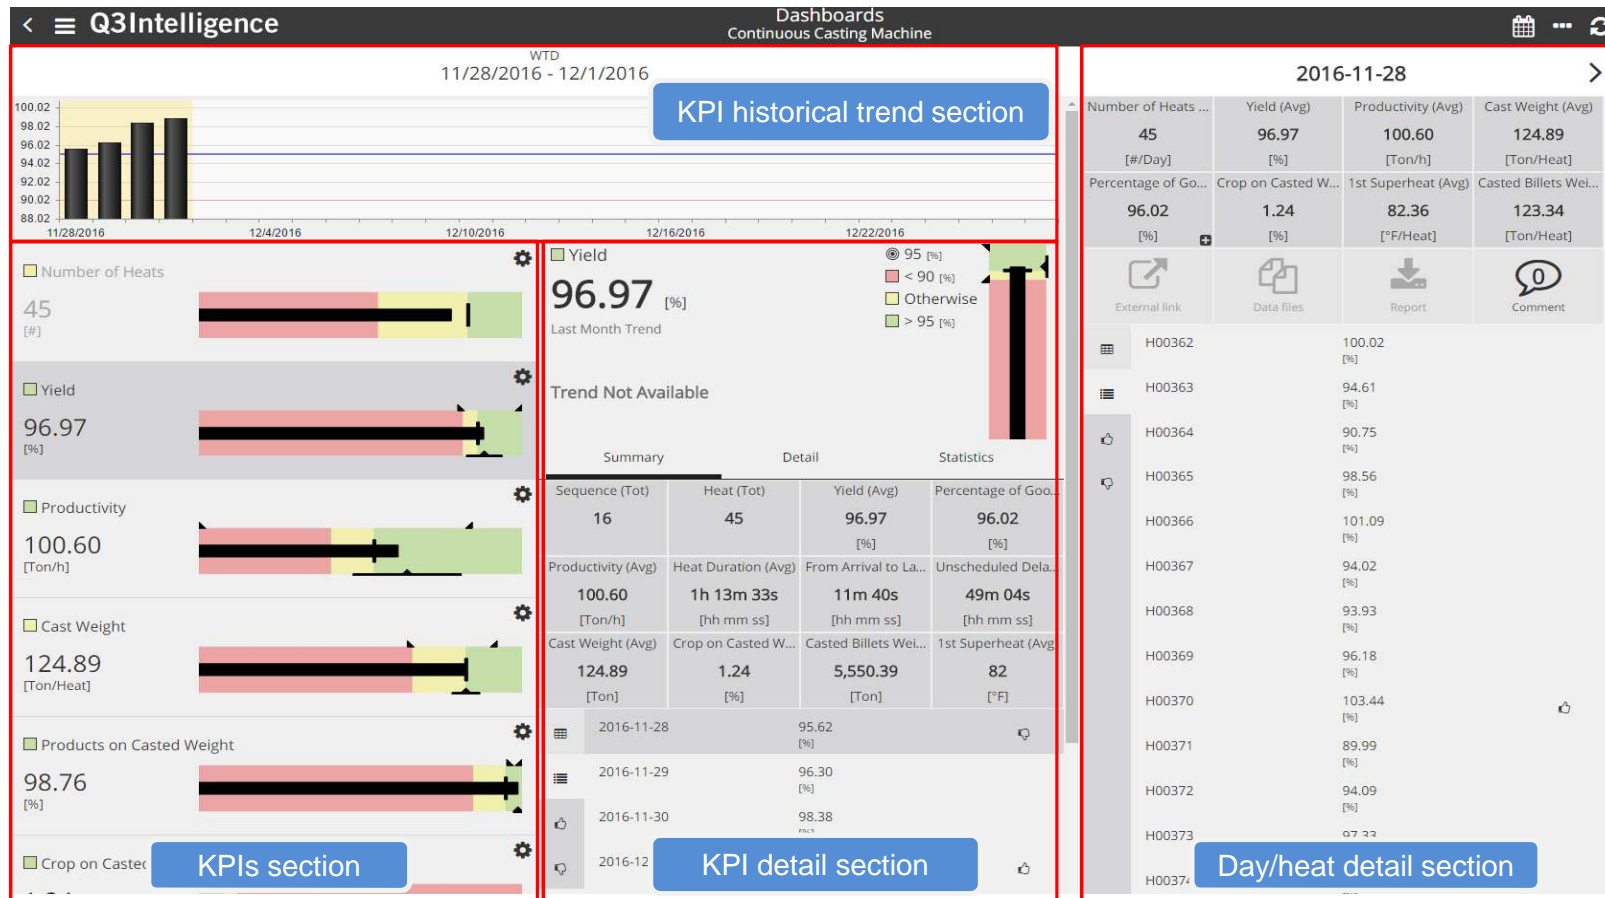 Q3Intelligence
Dashboards
Continuous Casting Machine
WTD
11/28/2016 - 12/1/2016
KPI historical trend section
100.02
98.02
96.02
94.02
92.02
90.02
88.02
11/28/2016 12/4/2016 12/10/2016 12/16/2016 12/22/2016
Number of Heats
45
[#]
Yield
96.97
[%]
Productivity
100.60
[Ton/h]
Cast Weight
124.89
[Ton/Heat]
Products on Casted Weight
98.76
[%]
Crop on Caste
KPIs section
Yield
96.97 [%]
Last Month Trend
95 [%]
< 90 [%]
Otherwise
> 95 [%]
Trend Not Available
Summary Detail Statistics
Sequence (Tot) Heat (Tot) Yield (Avg) Percentage of Goo...
16 45 96.97 96.02
[%] [%]
Productivity (Avg) Heat Duration (Avg) From Arrival to La... Unscheduled Dela...
100.60 1h 13m 33s 11m 40s 49m 04s
[Ton/h] [hh mm ss] [hh mm ss] [hh mm ss]
Cast Weight (Avg) Crop on Casted W... Casted Billets Wei... 1st Superheat (Avg
124.89 1.24 5,550.39 82
[Ton] [%] [Ton] [°F]
2016-11-28 95.62
[%]
2016-11-29 96.30
[%]
2016-11-30 98.38
2016-12
KPI detail section
2016-11-28
Number of Heats ... Yield (Avg) Productivity (Avg) Cast Weight (Avg)
45 96.97 100.60 124.89
[#/Day] [%] [Ton/h] [Ton/Heat]
Percentage of Go... Crop on Casted W... 1st Superheat (Avg) Casted Billets Wei...
96.02 1.24 82.36 123.34
[%] [%] [°F/Heat] [Ton/Heat]
0
External link Data files Report Comment
H00362 100.02
[%]
H00363 94.61
[%]
H00364 90.75
[%]
H00365 98.56
[%]
H00366 101.09
[%]
H00367 94.02
[%]
H00368 93.93
[%]
H00369 96.18
[%]
H00370 103.44
[%]
H00371 89.99
[%]
H00372 94.09
[%]
H00373 97.33
H00374
Day/heat detail section